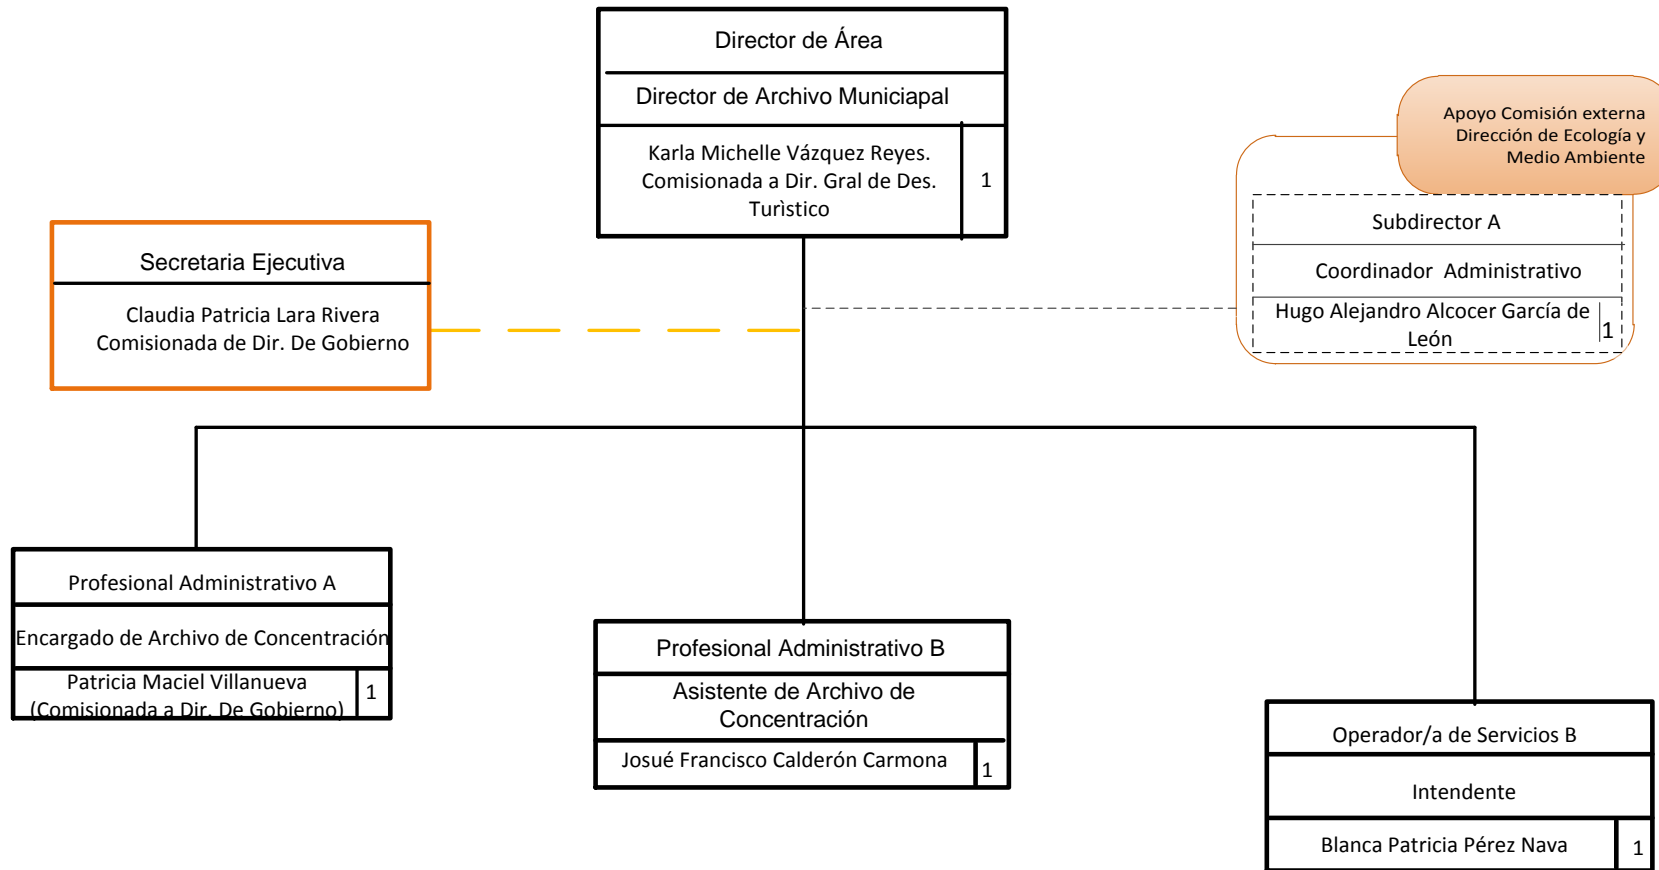 Director de Área
Director de Archivo Municiapal
Karla Michelle Vázquez Reyes.
Comisionada a Dir. Gral de Des.
Turìstico
1
Apoyo Comisión externa
Dirección de Ecología y
Medio Ambiente
Subdirector A
Coordinador Administrativo
Hugo Alejandro Alcocer García de
León
1
Secretaria Ejecutiva
Claudia Patricia Lara Rivera
Comisionada de Dir. De Gobierno
Profesional Administrativo A
Encargado de Archivo de Concentración
Patricia Maciel Villanueva
(Comisionada a Dir. De Gobierno)
1
Profesional Administrativo B
Asistente de Archivo de
Concentración
Josué Francisco Calderón Carmona
1
Operador/a de Servicios B
Intendente
Blanca Patricia Pérez Nava
1